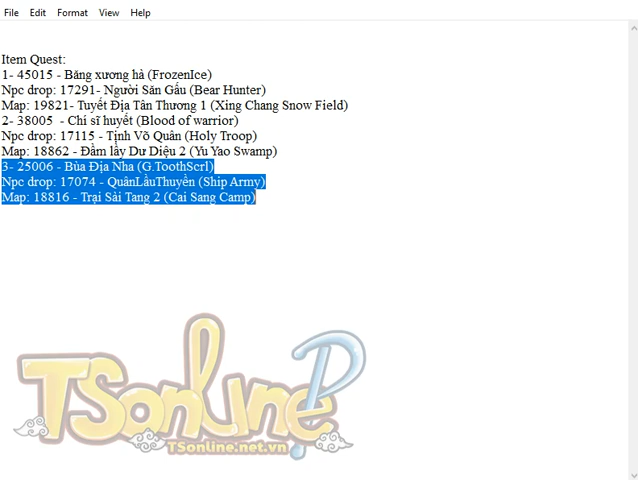 File Edit Format View Help
Item Quest:
1- 45015 - Băng xương hà (FrozenIce)
Npc drop: 17291- Người Săn Gấu (Bear Hunter)
Map: 19821- Tuyết Địa Tân Thương 1 (Xing Chang Snow Field)
2- 38005  - Chí sĩ huyết (Blood of warrior)
Npc drop: 17115 - Tịnh Võ Quân (Holy Troop)
Map: 18862 - Đầm lầy Dư Diệu 2 (Yu Yao Swamp)
3- 25006 - Bùa Địa Nha (G.ToothScrl)
Npc drop: 17074 - QuânLầuThuyền (Ship Army)
Map: 18816 - Trại Sài Tang 2 (Cai Sang Camp)
TSonline P
TSonline.net.vn